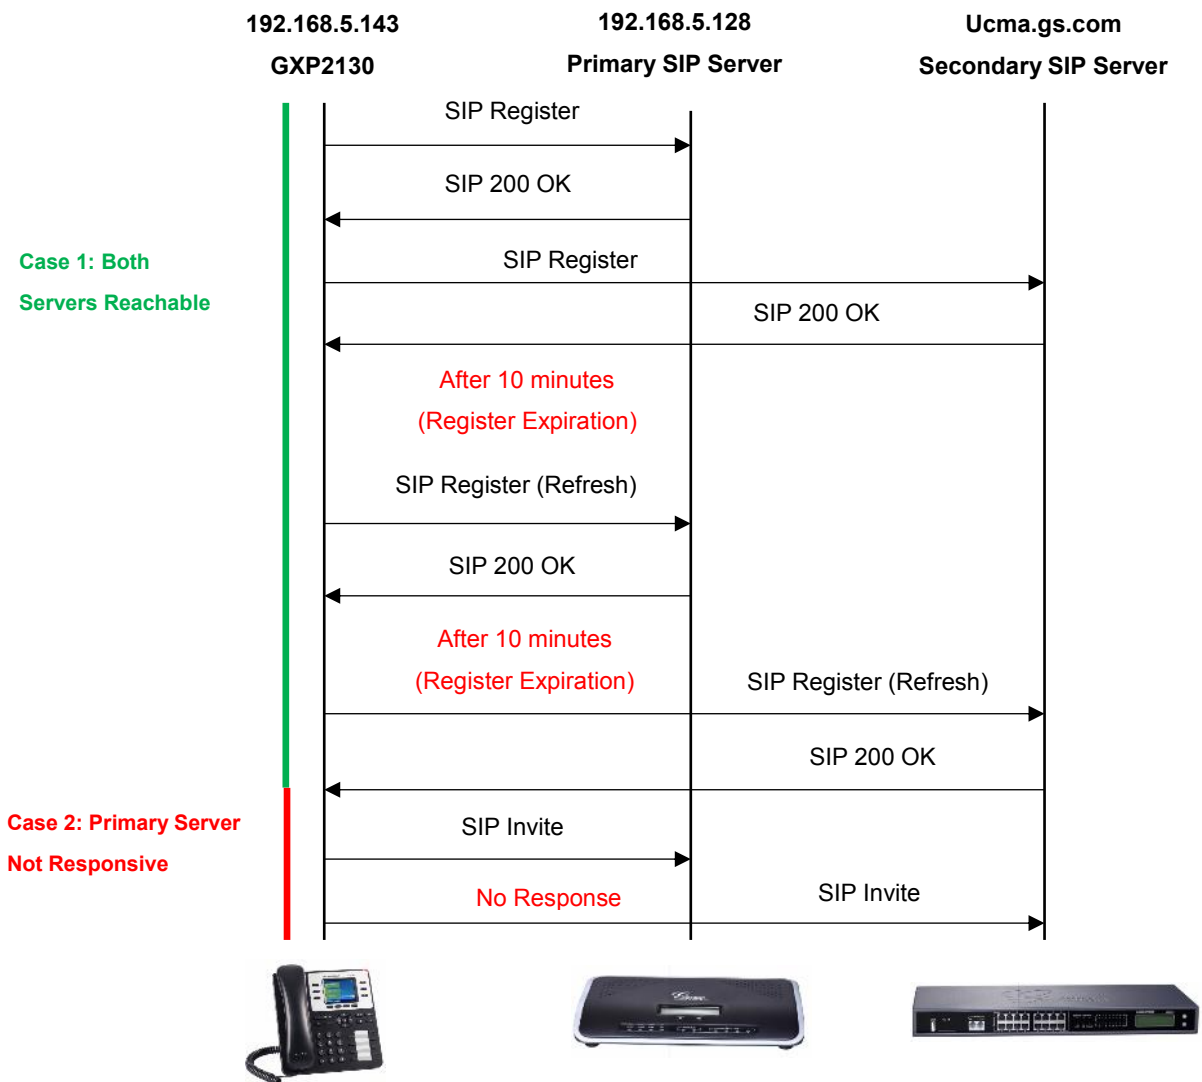 192.168.5.143
192.168.5.128
Ucma.gs.com
GXP2130
Primary SIP Server
Secondary SIP Server
SIP Register
SIP 200 OK
Case 1: Both
Servers Reachable
SIP Register
SIP 200 OK
After 10 minutes
(Register Expiration)
SIP Register (Refresh)
SIP 200 OK
After 10 minutes
(Register Expiration)
SIP Register (Refresh)
SIP 200 OK
Case 2: Primary Server
Not Responsive
SIP Invite
No Response
SIP Invite